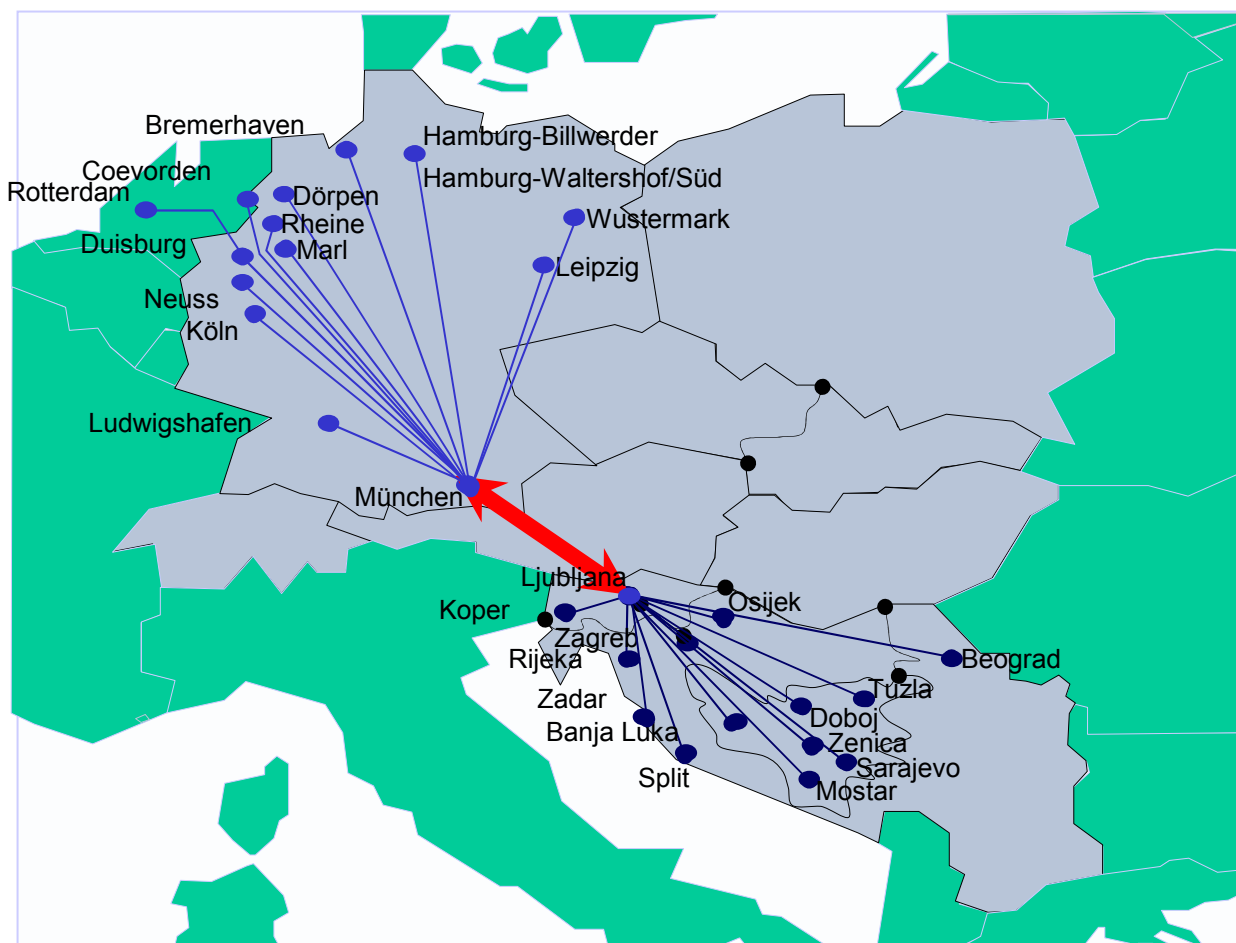 Bremerhaven
Hamburg-Billwerder
Coevorden
Hamburg-Waltershof/Süd
Rotterdam
Dörpen
Wustermark
Rheine
Duisburg
Marl
Leipzig
Neuss
Köln
Ludwigshafen
München
Ljubljana
Koper
Osijek
Zagreb
Rijeka
Beograd
Zadar
Tuzla
Doboj
Banja Luka
Zenica
Sarajevo
Split
Mostar